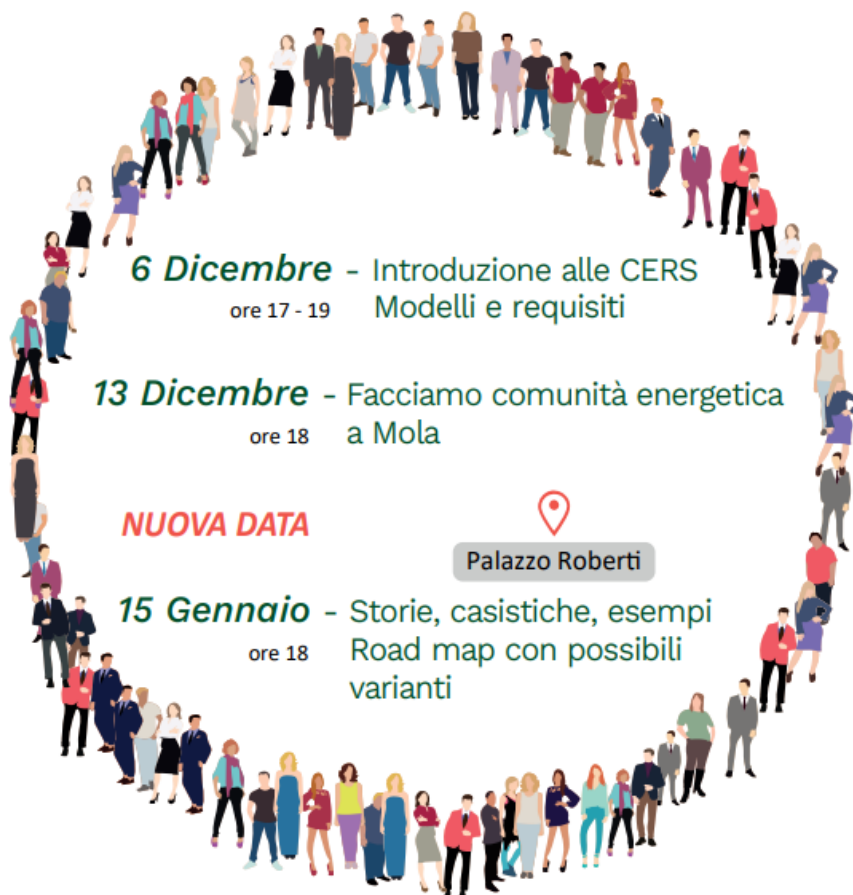 6 Dicembre - Introduzione alle CERS
ore 17 - 19 Modelli e requisiti
13 Dicembre - Facciamo comunità energetica
ore 18 a Mola
NUOVA DATA
Palazzo Roberti
15 Gennaio - Storie, casistiche, esempi
ore 18 Road map con possibili
varianti